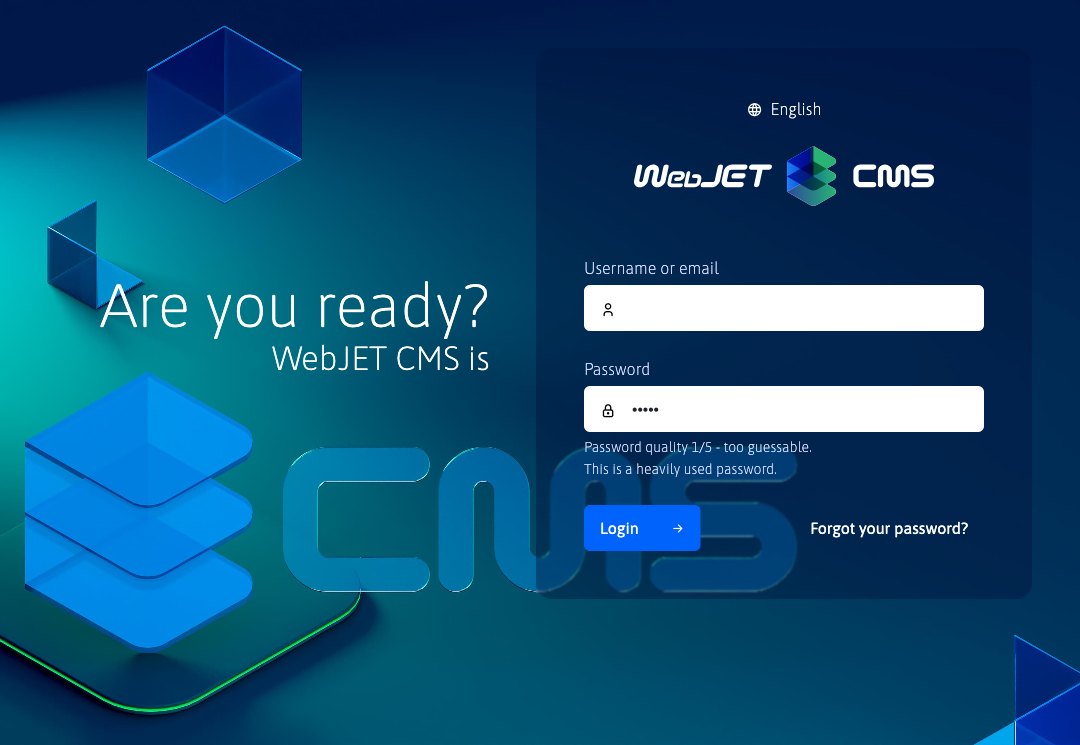 English
WebJET CMS
Are you ready?
WebJET CMS is
CMS
Username or email
Password
•••••
Password quality 1/5 - too guessable.
This is a heavily used password.
Login
Forgot your password?